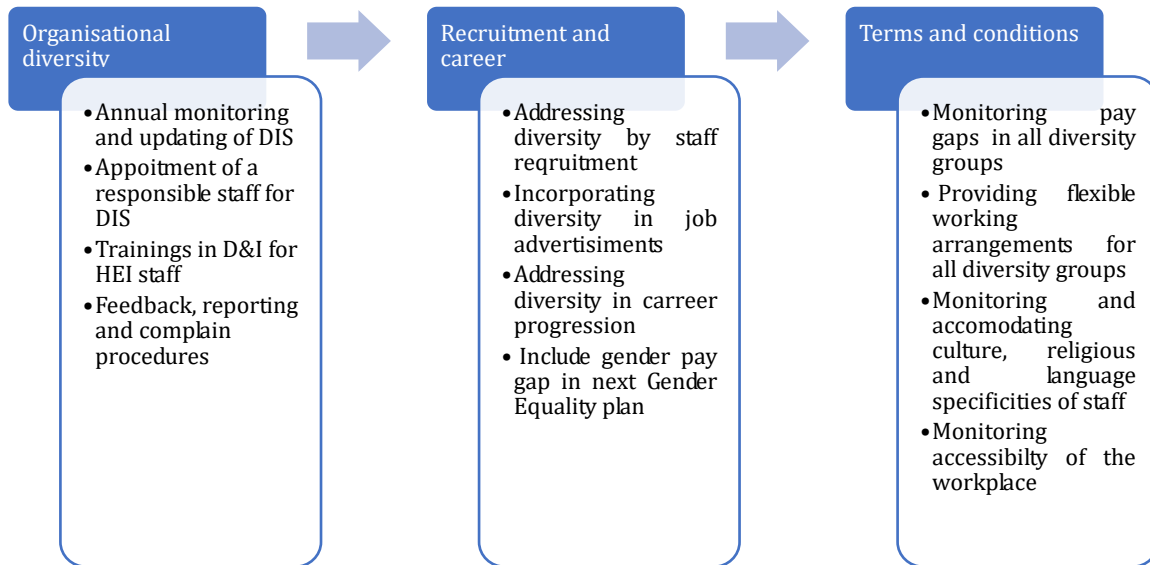 Organisational
diversity
•Annual monitoring
and updating of DIS
•Appoitment of a
responsible staff for
DIS
•Trainings in D&I for
HEI staff
•Feedback, reporting
and complain
procedures
Recruitment and
career
•Addressing
diversity by staff
reqruitment
•Incorporating
diversity in job
advertisiments
•Addressing
diversity in carreer
progression
• Include gender pay
gap in next Gender
Equality plan
Terms and conditions
•Monitoring pay
gaps in all diversity
groups
• Providing flexible
working
arrangements for
all diversity groups
•Monitoring and
accomodating
culture, religious
and language
specificities of staff
•Monitoring
accessibilty of the
workplace